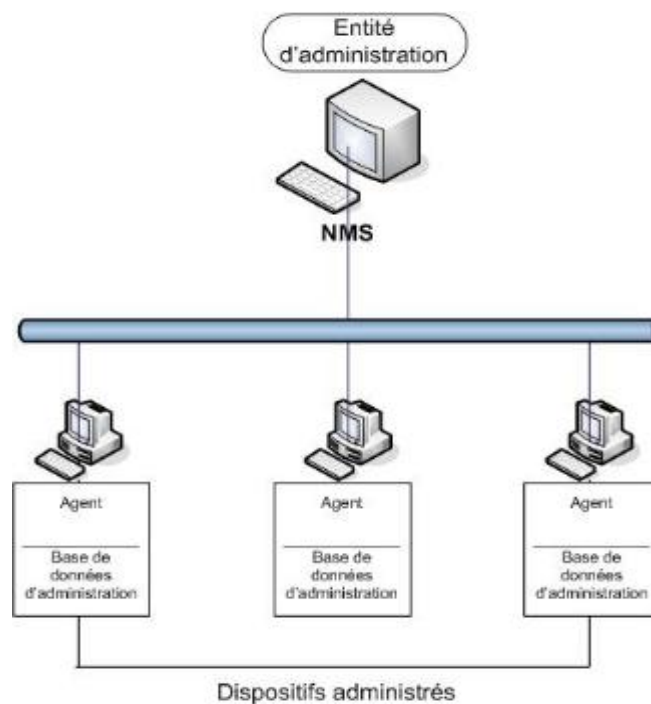 Entité
d'administration
NMS
Agent
Base de
données
d'administration
Agent
Base de
données
d'administration
Agent
Base de
données
d'administration
Dispositifs administrés